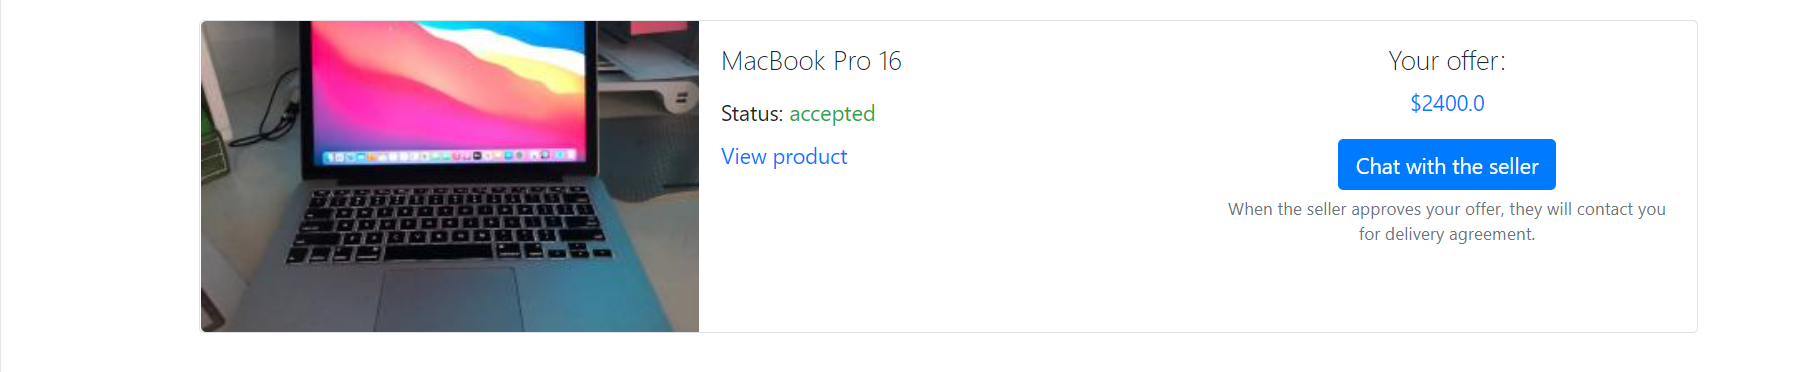 MacBook Pro 16
Status: accepted
View product
Your offer:
$2400.0
Chat with the seller
When the seller approves your offer, they will contact you
for delivery agreement.